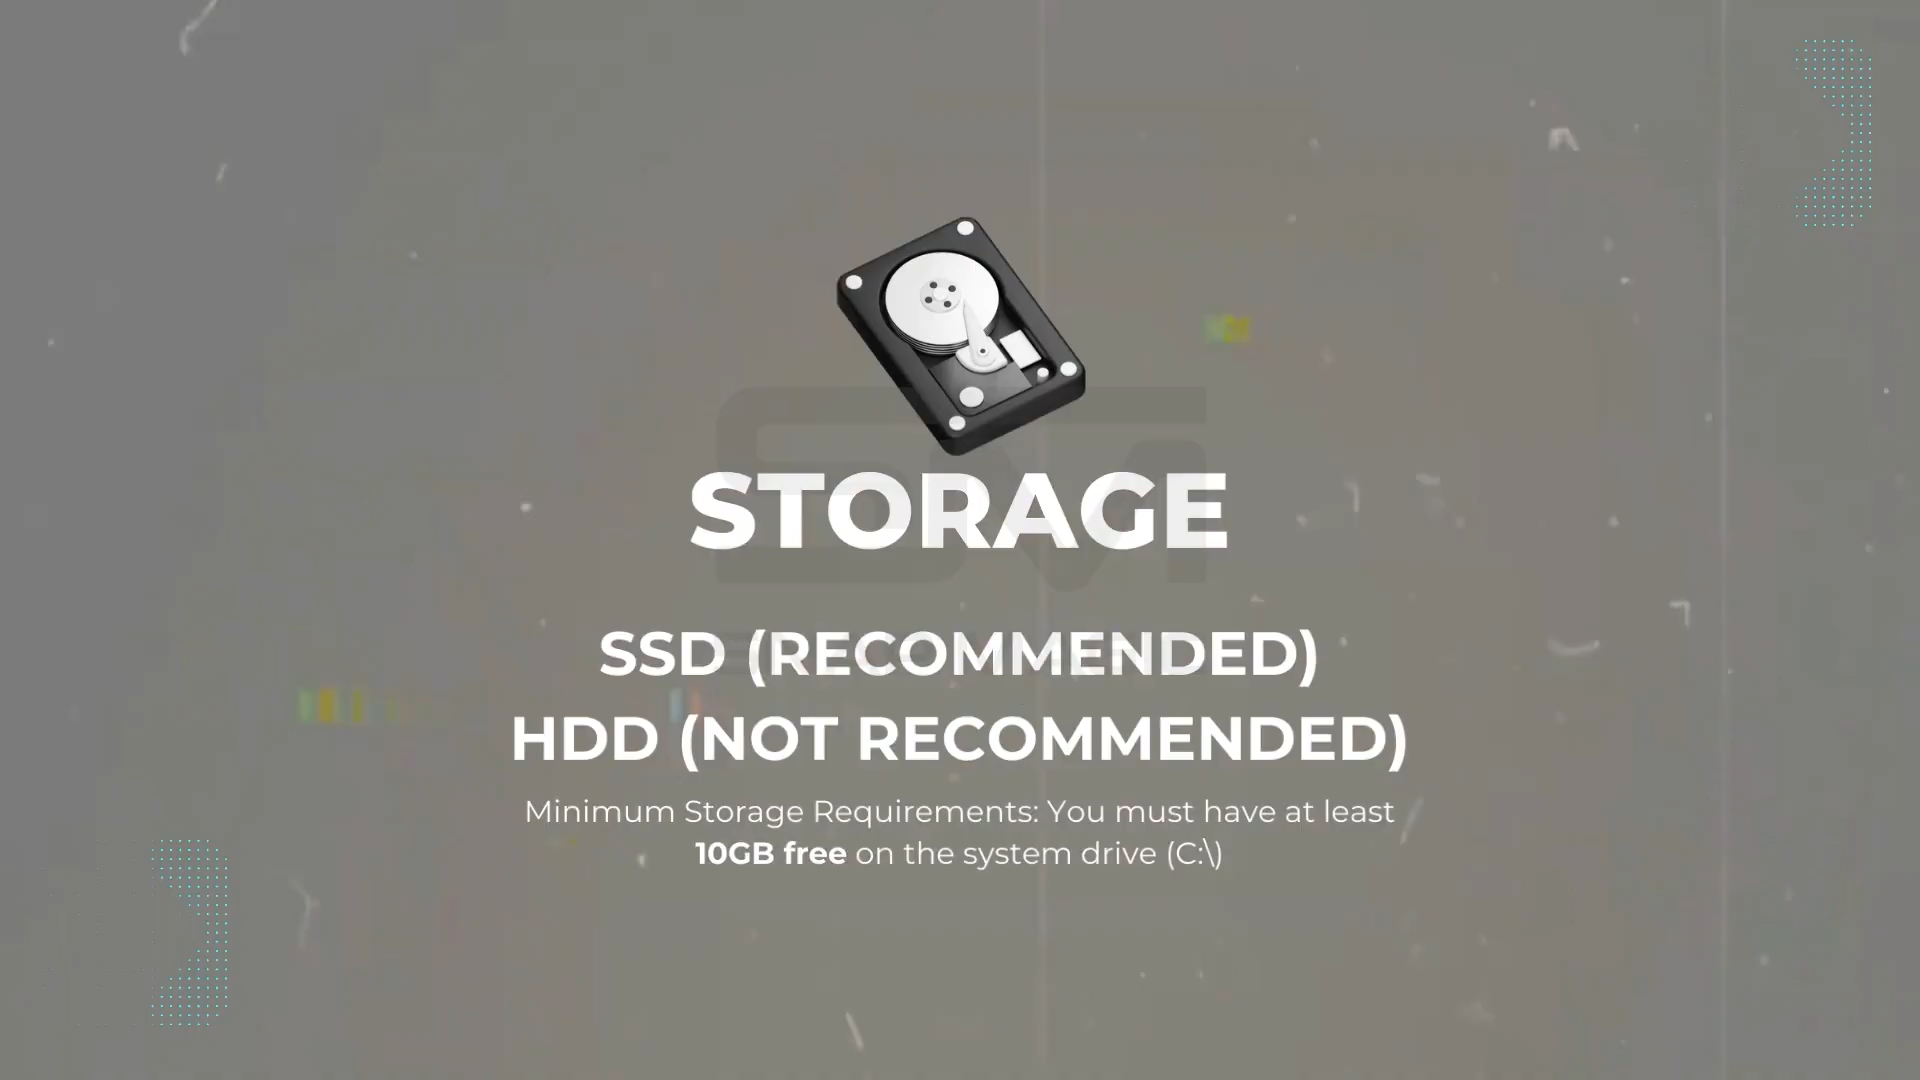 STORAGE
SSD (RECOMMENDED)
HDD (NOT RECOMMENDED)
Minimum Storage Requirements: You must have at least
10GB free on the system drive (C:\)